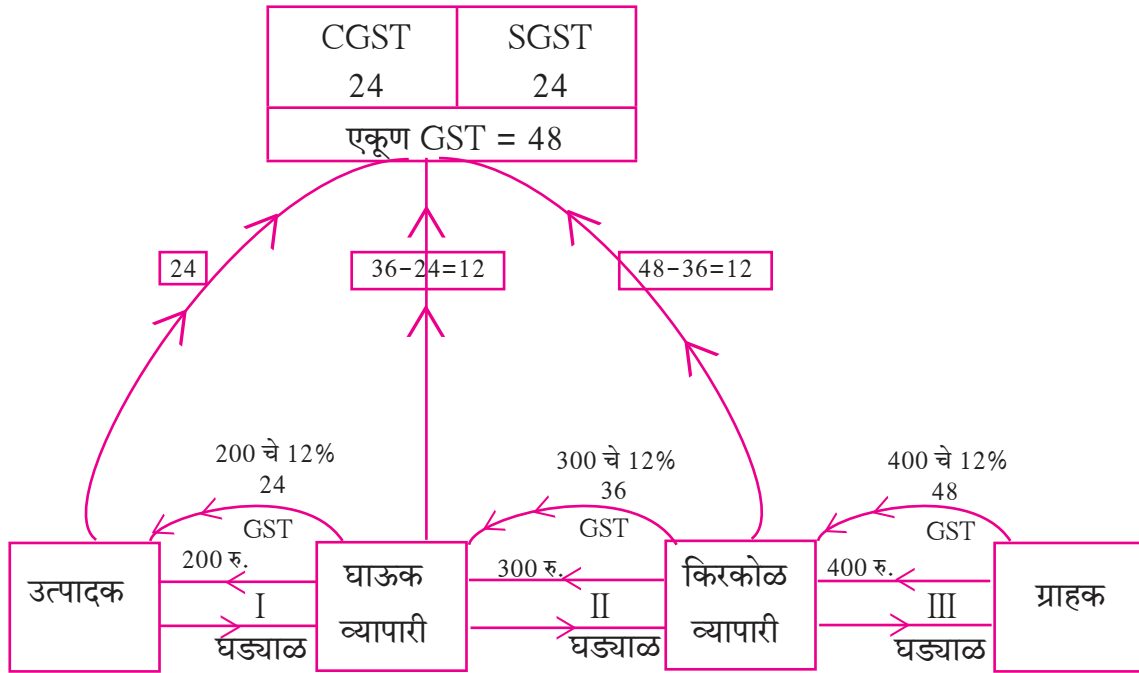 CGST SGST
24 24
एकूण GST = 48
24 36-24=12 48-36=12
200 चे 12% 300 चे 12% 400 चे 12%
24 36 48
GST GST GST
200 रु. 300 रु. 400 रु.
उत्पादक घाऊक व्यापारी किरकोळ व्यापारी ग्राहक
I II III
घड्याळ घड्याळ घड्याळ